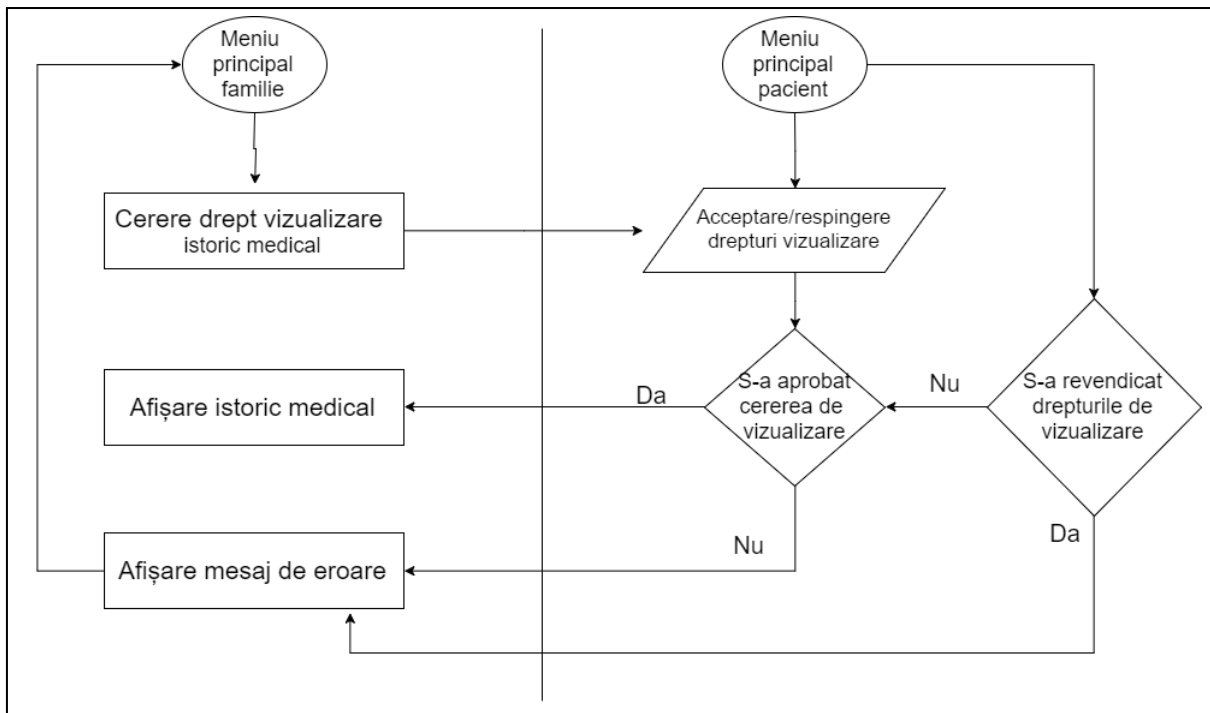 Meniu
principal
familie
Meniu
principal
pacient
Cerere drept vizualizare
istoric medical
Acceptare/respingere
drepturi vizualizare
Afișare istoric medical
Da
S-a aprobat
cererea de
vizualizare
Nu
S-a revendicat
drepturile de
vizualizare
Afișare mesaj de eroare
Nu
Da